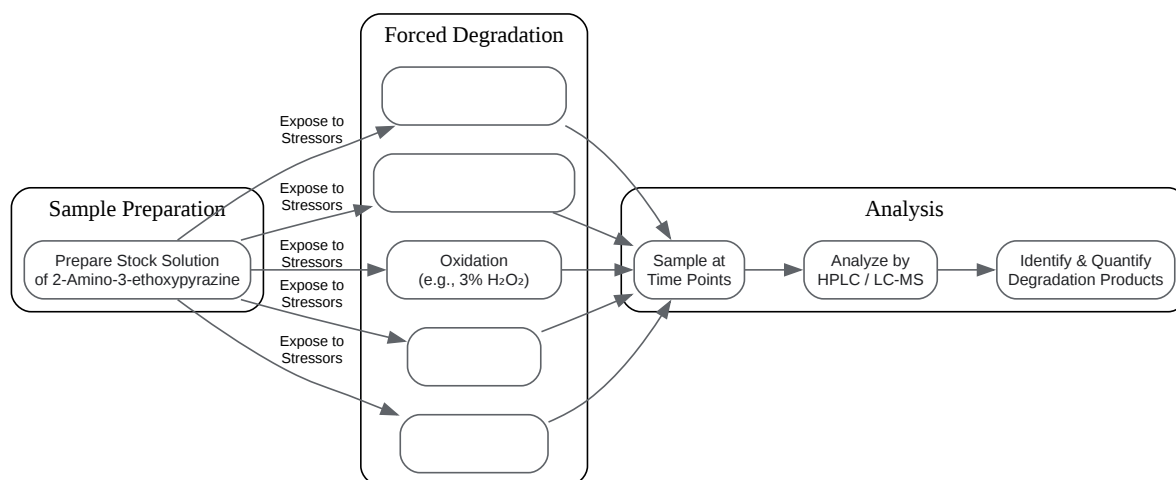 Forced Degradation
Expose to
Stressors
Expose to
Stressors
Sample Preparation
Prepare Stock Solution
of 2-Amino-3-ethoxypyrazine
Expose to
Stressors
Expose to
Stressors
Expose to
Stressors
Oxidation
(e.g., 3% H₂O₂)
Analysis
Sample at
Time Points
Analyze by
HPLC / LC-MS
Identify & Quantify
Degradation Products